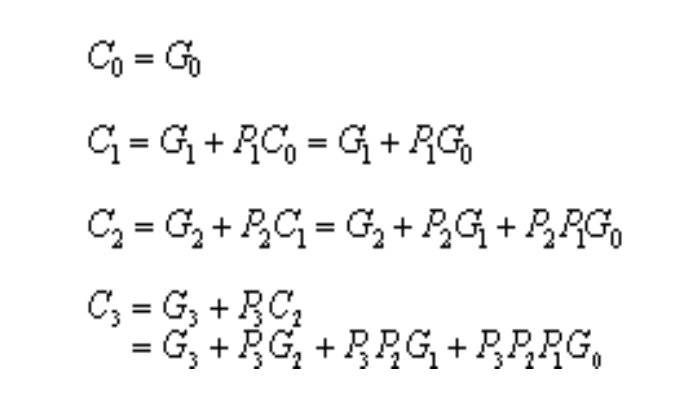 C₀ = G₀
C₁ = G₁ + P₁C₀ = G₁ + P₁G₀
C₂ = G₂ + P₂C₁ = G₂ + P₂G₁ + P₂P₁G₀
C₃ = G₃ + P₃C₂
= G₃ + P₃G₂ + P₃P₂G₁ + P₃P₂P₁G₀